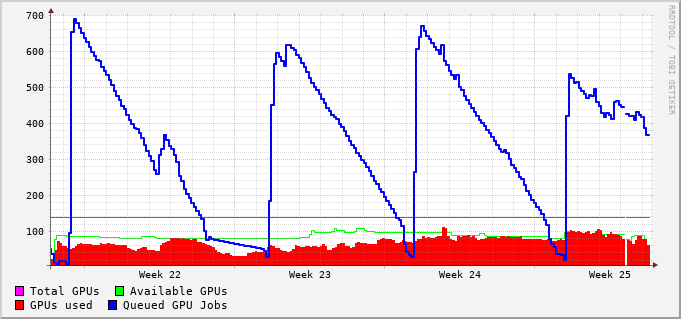 700
600
500
400
300
200
100
Week 22 Week 23 Week 24 Week 25
Total GPUs Available GPUs
GPUs used Queued GPU Jobs
RRDTOOL / TOBI OETIKER